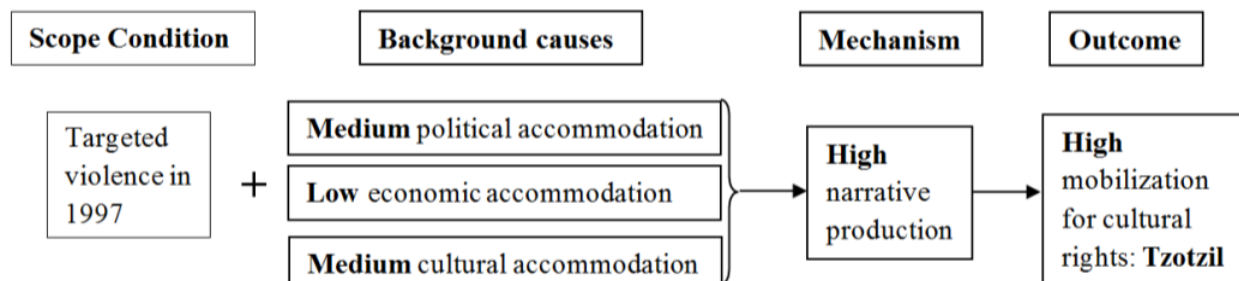 Scope Condition
Background causes
Mechanism
Outcome
Targeted
violence in
1997
+
Medium political accommodation
Low economic accommodation
Medium cultural accommodation
High
narrative
production
High
mobilization
for cultural
rights: Tzotzil